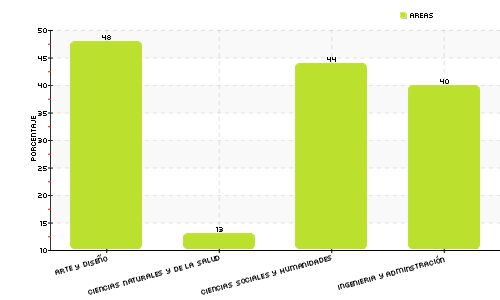 AREAS
PORCENTAJE
50
45
40
35
30
25
20
15
10
48
13
44
40
ARTE Y DISEÑO
CIENCIAS NATURALES Y DE LA SALUD
CIENCIAS SOCIALES Y HUMANIDADES
INGENIERIA Y ADMINSTRACIÓN